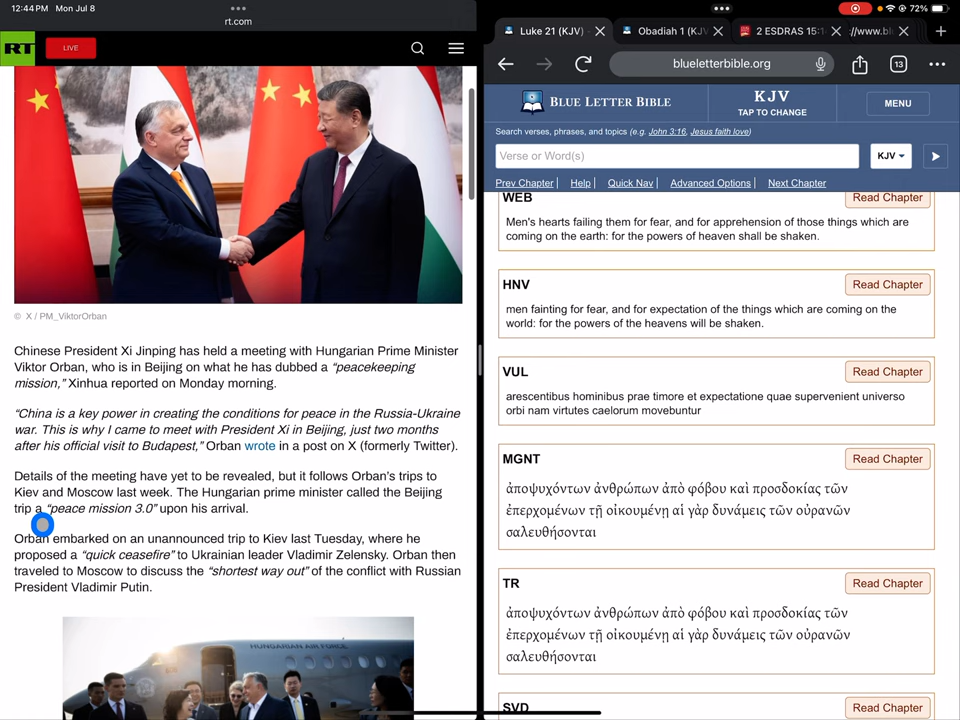 12:44 PM Mon Jul 8
rt.com
RT
LIVE
© X / PM_ViktorOrban
Chinese President Xi Jinping has held a meeting with Hungarian Prime Minister
Viktor Orban, who is in Beijing on what he has dubbed a “peacekeeping
mission,” Xinhua reported on Monday morning.
“China is a key power in creating the conditions for peace in the Russia-Ukraine
war. This is why I came to meet with President Xi in Beijing, just two months
after his official visit to Budapest,” Orban wrote in a post on X (formerly Twitter).
Details of the meeting have yet to be revealed, but it follows Orban’s trips to
Kiev and Moscow last week. The Hungarian prime minister called the Beijing
trip a “peace mission 3.0” upon his arrival.
Orban embarked on an unannounced trip to Kiev last Tuesday, where he
proposed a “quick ceasefire” to Ukrainian leader Vladimir Zelensky. Orban then
traveled to Moscow to discuss the “shortest way out” of the conflict with Russian
President Vladimir Putin.
HUNGARIAN AIR FORCE
72%
Luke 21 (KJV) -
Obadiah 1 (KJV
2 ESDRAS 15:1
://www.bl
blueletterbible.org
13
BLUE LETTER BIBLE
KJV
TAP TO CHANGE
MENU
Search verses, phrases, and topics (e.g. John 3:16, Jesus faith love)
Verse or Word(s)
KJV
Prev Chapter | Help | Quick Nav | Advanced Options | Next Chapter
WEB
Read Chapter
Men's hearts failing them for fear, and for apprehension of those things which are
coming on the earth: for the powers of heaven shall be shaken.
HNV
Read Chapter
men fainting for fear, and for expectation of the things which are coming on the
world: for the powers of the heavens will be shaken.
VUL
Read Chapter
arescentibus hominibus prae timore et expectatione quae supervenient universo
orbi nam virtutes caelorum movebuntur
MGNT
Read Chapter
ἀποψυχόντων ἀνθρώπων ἀπὸ φόβου καὶ προσδοκίας τῶν
ἐπερχομένων τῇ οἰκουμένῃ αἱ γὰρ δυνάμεις τῶν οὐρανῶν
σαλευθήσονται
TR
Read Chapter
ἀποψυχόντων ἀνθρώπων ἀπὸ φόβου καὶ προσδοκίας τῶν
ἐπερχομένων τῇ οἰκουμένῃ αἱ γὰρ δυνάμεις τῶν οὐρανῶν
σαλευθήσονται
SVD
Read Chapter